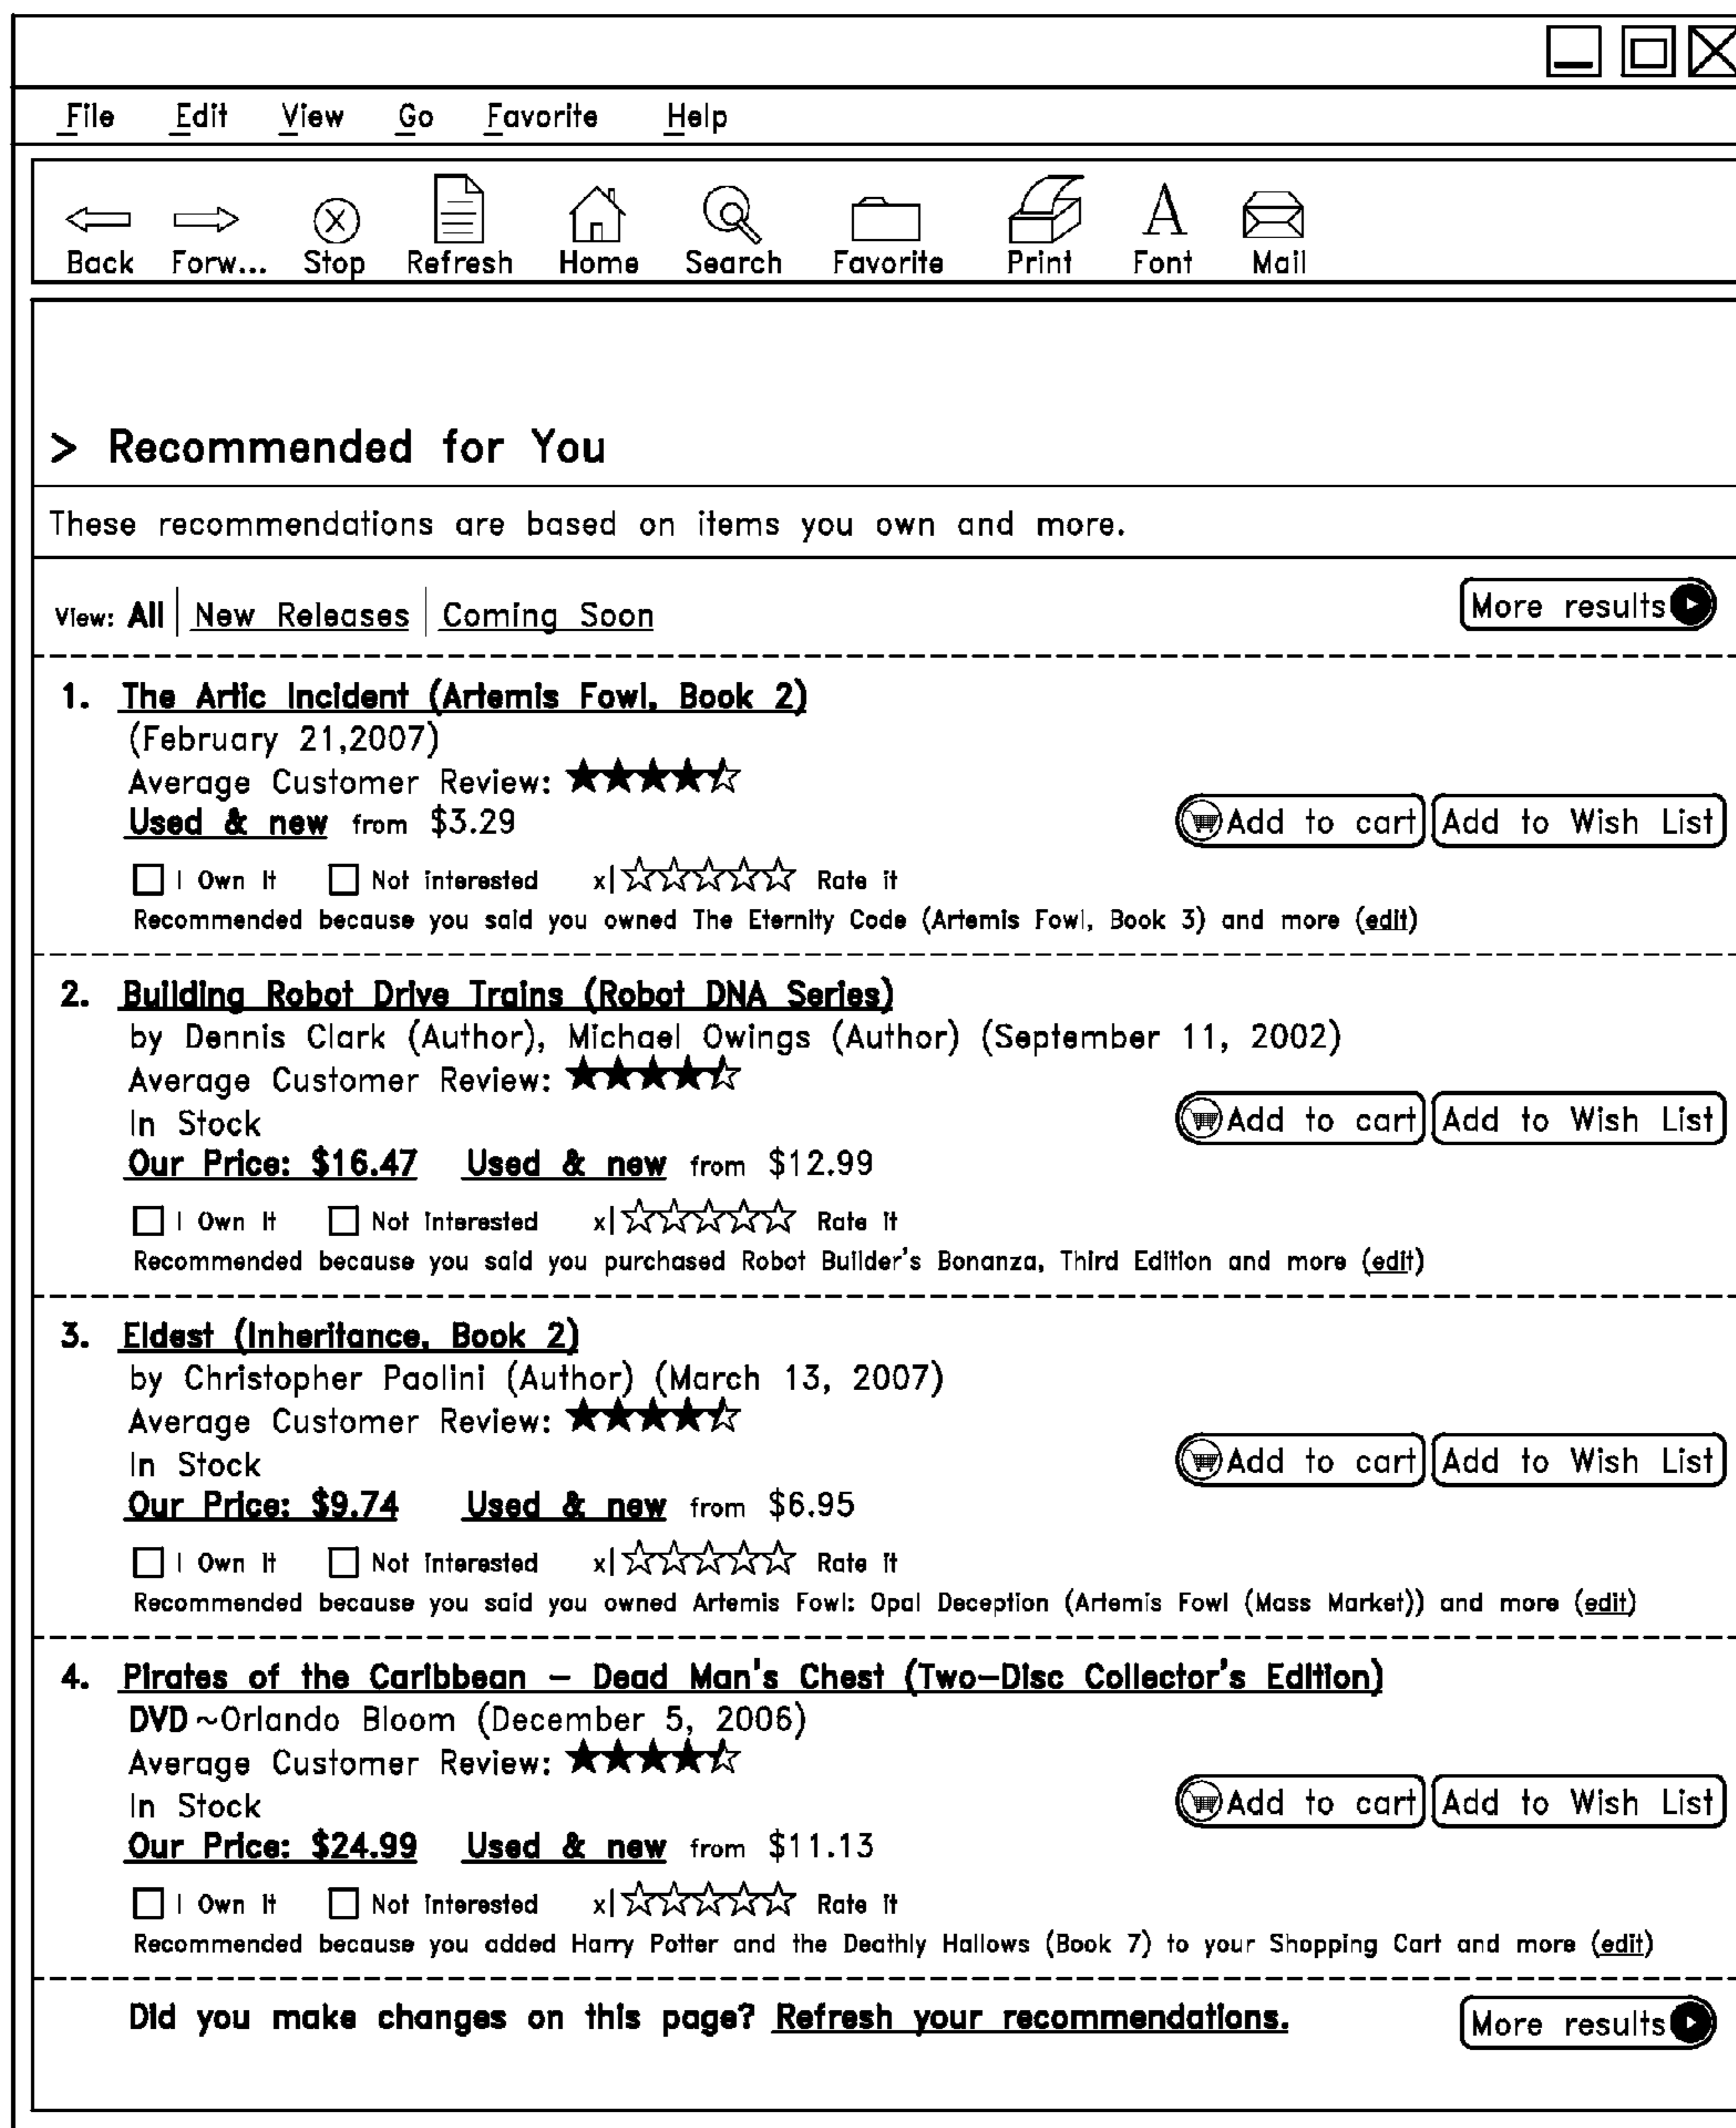 File Edit View Go Favorite Help
Back Forw... Stop Refresh Home Search Favorite Print Font Mail
> Recommended for You
These recommendations are based on items you own and more.
View: All | New Releases | Coming Soon More results
1. The Artic Incident (Artemis Fowl, Book 2)
(February 21,2007)
Average Customer Review:
Used & new from $3.29 Add to cart Add to Wish List
I Own It Not interested x| Rate it
Recommended because you said you owned The Eternity Code (Artemis Fowl, Book 3) and more (edit)
2. Building Robot Drive Trains (Robot DNA Series)
by Dennis Clark (Author), Michael Owings (Author) (September 11, 2002)
Average Customer Review:
In Stock Add to cart Add to Wish List
Our Price: $16.47 Used & new from $12.99
I Own It Not Interested x| Rate It
Recommended because you said you purchased Robot Builder's Bonanza, Third Edition and more (edit)
3. Eldest (Inheritance, Book 2)
by Christopher Paolini (Author) (March 13, 2007)
Average Customer Review:
In Stock Add to cart Add to Wish List
Our Price: $9.74 Used & new from $6.95
I Own It Not Interested x| Rate It
Recommended because you said you owned Artemis Fowl: Opal Deception (Artemis Fowl (Mass Market)) and more (edit)
4. Pirates of the Caribbean – Dead Man's Chest (Two–Disc Collector's Edition)
DVD ~Orlando Bloom (December 5, 2006)
Average Customer Review:
In Stock Add to cart Add to Wish List
Our Price: $24.99 Used & new from $11.13
I Own It Not Interested x| Rate It
Recommended because you added Harry Potter and the Deathly Hallows (Book 7) to your Shopping Cart and more (edit)
Did you make changes on this page? Refresh your recommendations. More results